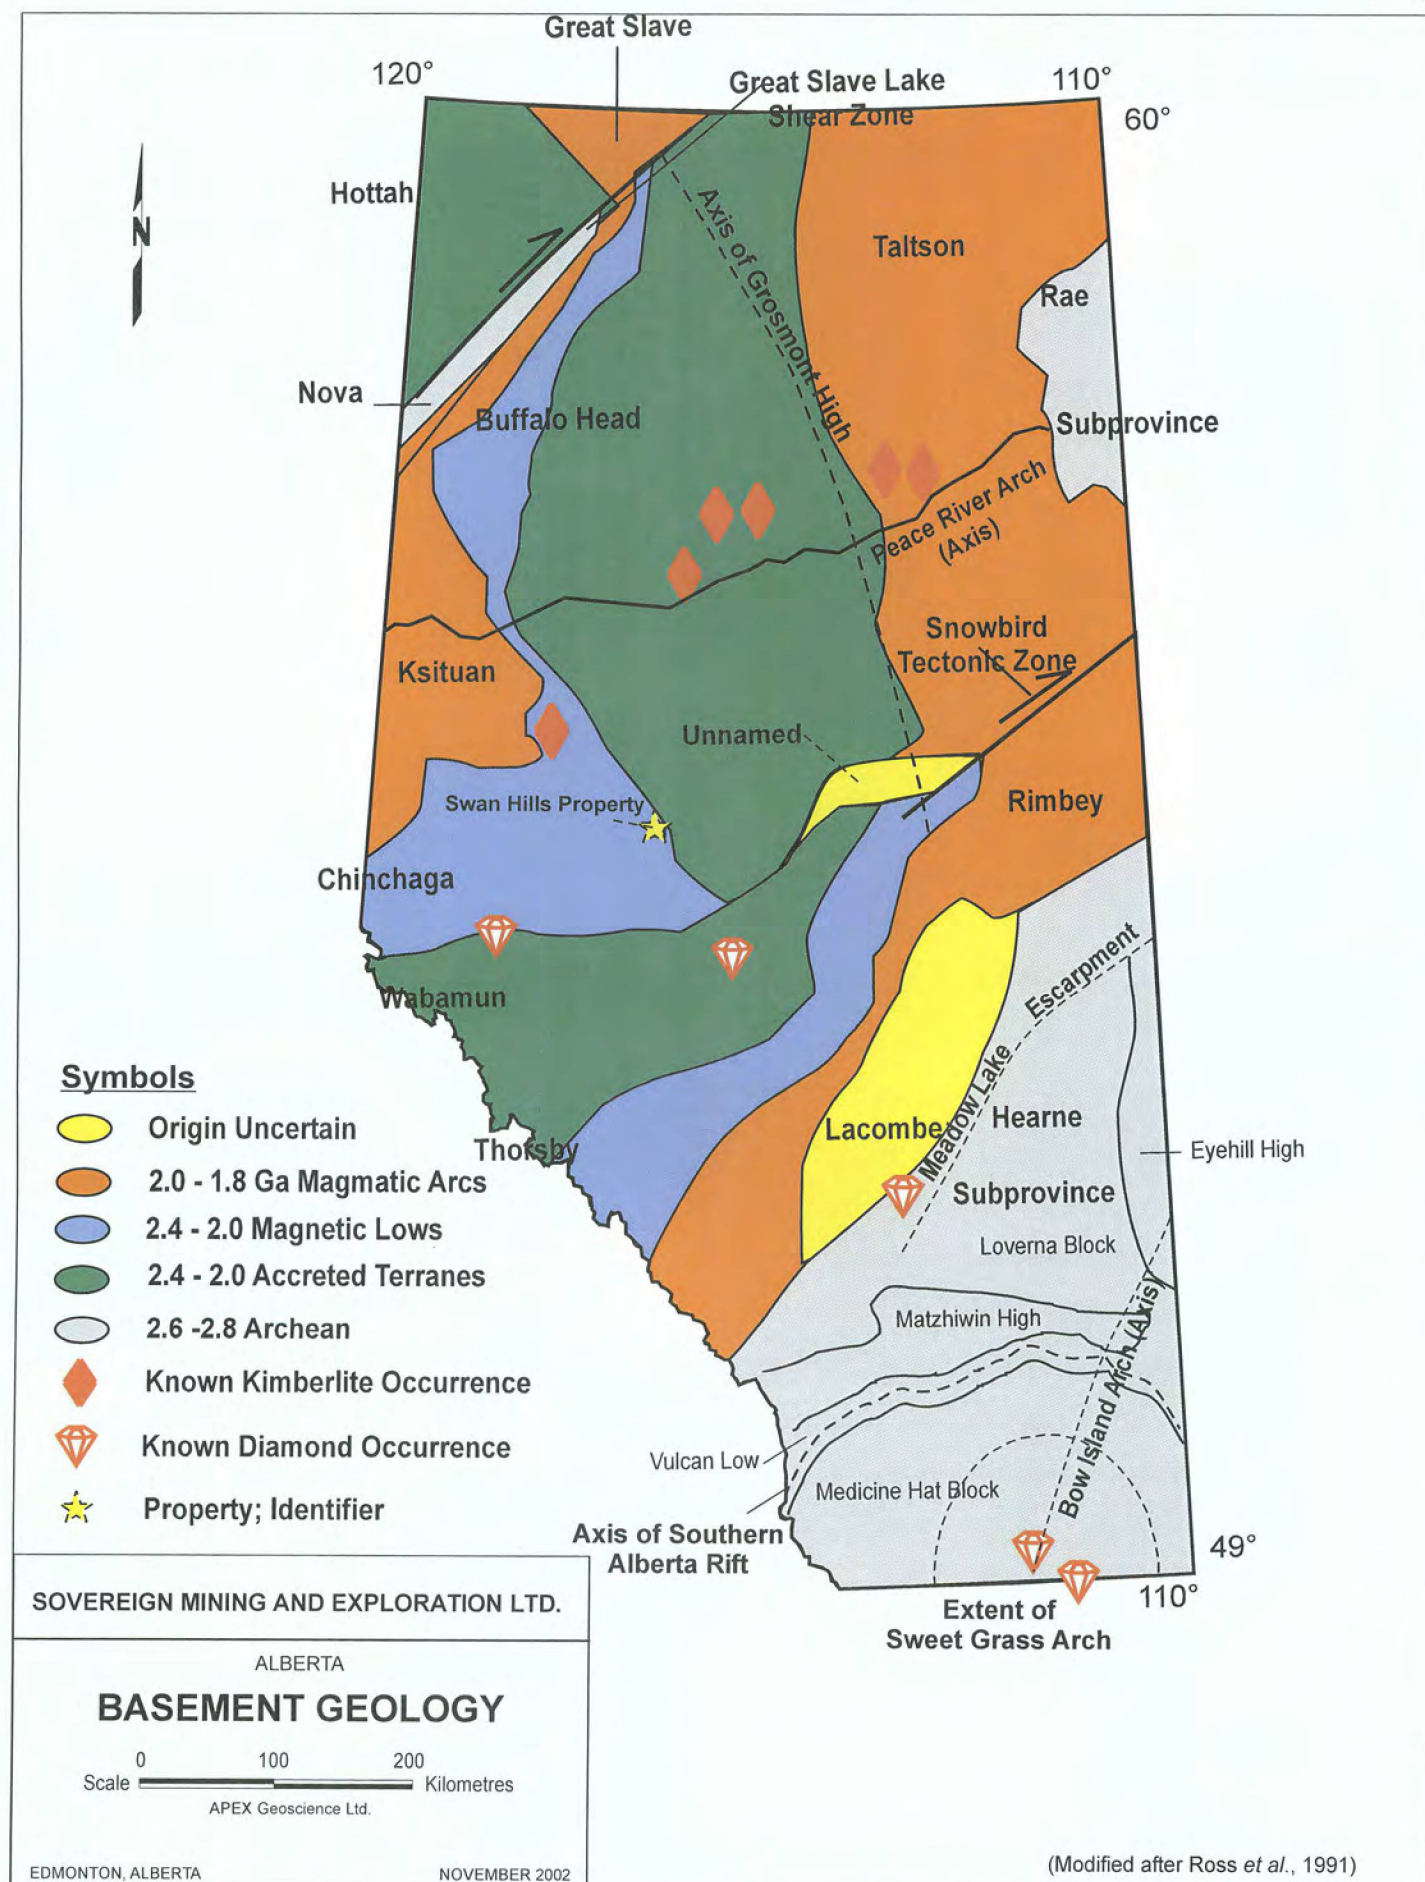 Great Slave
120°
Great Slave Lake
Shear Zone
110°
60°
Hottah
N
Axis of Grosmont High
Taltson
Rae
Nova
Buffalo Head
Subprovince
Peace River Arch
(Axis)
Snowbird
Tectonic Zone
Ksituan
Unnamed
Swan Hills Property
Rimbey
Chinchaga
Wabamun
Escarpment
Meadow Lake
Thorsby
Lacombe
Hearne
Subprovince
Eyehill High
Loverna Block
Matzhiwin High
Bow Island Arch (Axis)
Vulcan Low
Medicine Hat Block
Axis of Southern
Alberta Rift
49°
110°
Extent of
Sweet Grass Arch
Symbols
Origin Uncertain
2.0 - 1.8 Ga Magmatic Arcs
2.4 - 2.0 Magnetic Lows
2.4 - 2.0 Accreted Terranes
2.6 -2.8 Archean
Known Kimberlite Occurrence
Known Diamond Occurrence
Property; Identifier
SOVEREIGN MINING AND EXPLORATION LTD.
ALBERTA
BASEMENT GEOLOGY
0 100 200
Scale Kilometres
APEX Geoscience Ltd.
EDMONTON, ALBERTA NOVEMBER 2002
(Modified after Ross et al., 1991)